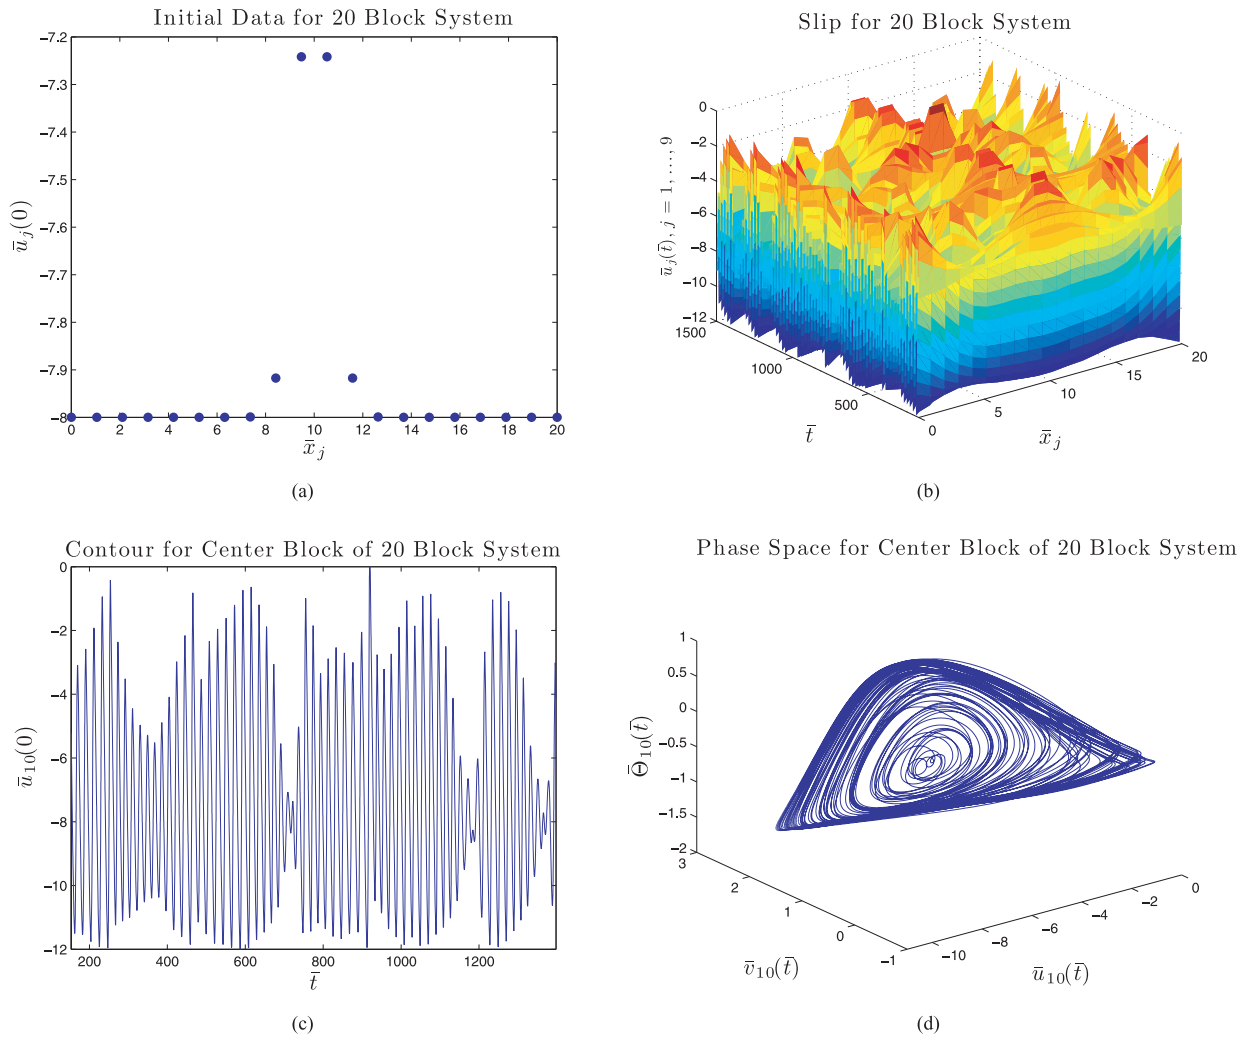 Initial Data for 20 Block System
−7.2
−7.3
−7.4
−7.5
−7.6
−7.7
−7.8
−7.9
−8
ū_j(0)
0 2 4 6 8 10 12 14 16 18 20
x̄_j
(a)
Slip for 20 Block System
0
−2
−4
−6
−8
−10
−12
ū_j(t̄), j = 1, ..., 9
1500
1000
500
0
5
10
15
20
t̄
x̄_j
(b)
Contour for Center Block of 20 Block System
0
−2
−4
−6
−8
−10
−12
ū_10(0)
200 400 600 800 1000 1200
t̄
(c)
Phase Space for Center Block of 20 Block System
1
0.5
0
−0.5
−1
−1.5
−2
Θ̄_10(t̄)
3
2
1
0
−1
−10
−8
−6
−4
−2
0
v̄_10(t̄)
ū_10(t̄)
(d)